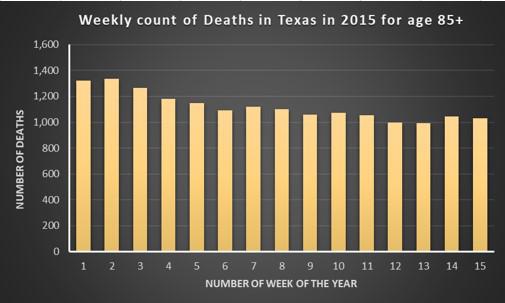 Weekly count of Deaths in Texas in 2015 for age 85+
1,600
1,400
1,200
1,000
800
600
400
200
0
NUMBER OF DEATHS
1 2 3 4 5 6 7 8 9 10 11 12 13 14 15
NUMBER OF WEEK OF THE YEAR